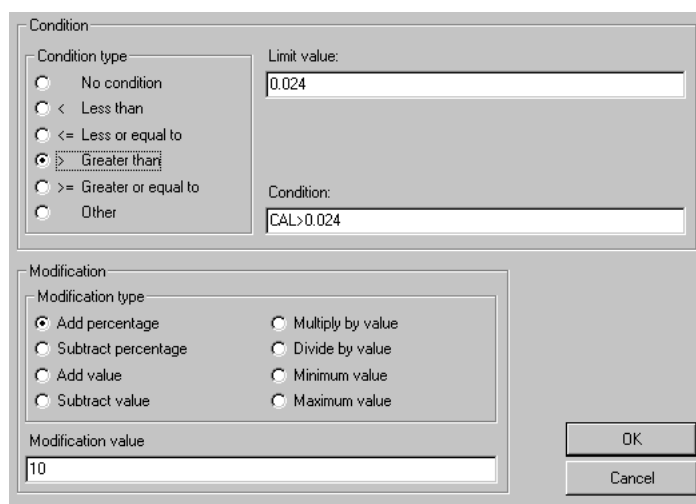 Condition
Condition type
No condition
< Less than
<= Less or equal to
> Greater than
>= Greater or equal to
Other
Limit value:
0.024
Condition:
CAL>0.024
Modification
Modification type
Add percentage
Subtract percentage
Add value
Subtract value
Multiply by value
Divide by value
Minimum value
Maximum value
Modification value
10
OK
Cancel